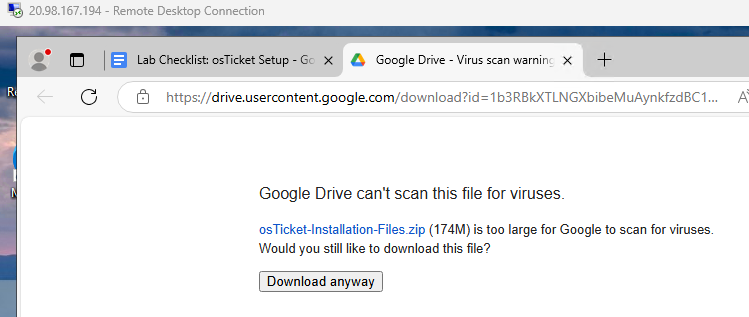 20.98.167.194 - Remote Desktop Connection
Lab Checklist: osTicket Setup - Go
Google Drive - Virus scan warning
https://drive.usercontent.google.com/download?id=1b3RBkXTLNGXbibeMuAynkfzdBC1...
Google Drive can't scan this file for viruses.
osTicket-Installation-Files.zip (174M) is too large for Google to scan for viruses.
Would you still like to download this file?
Download anyway